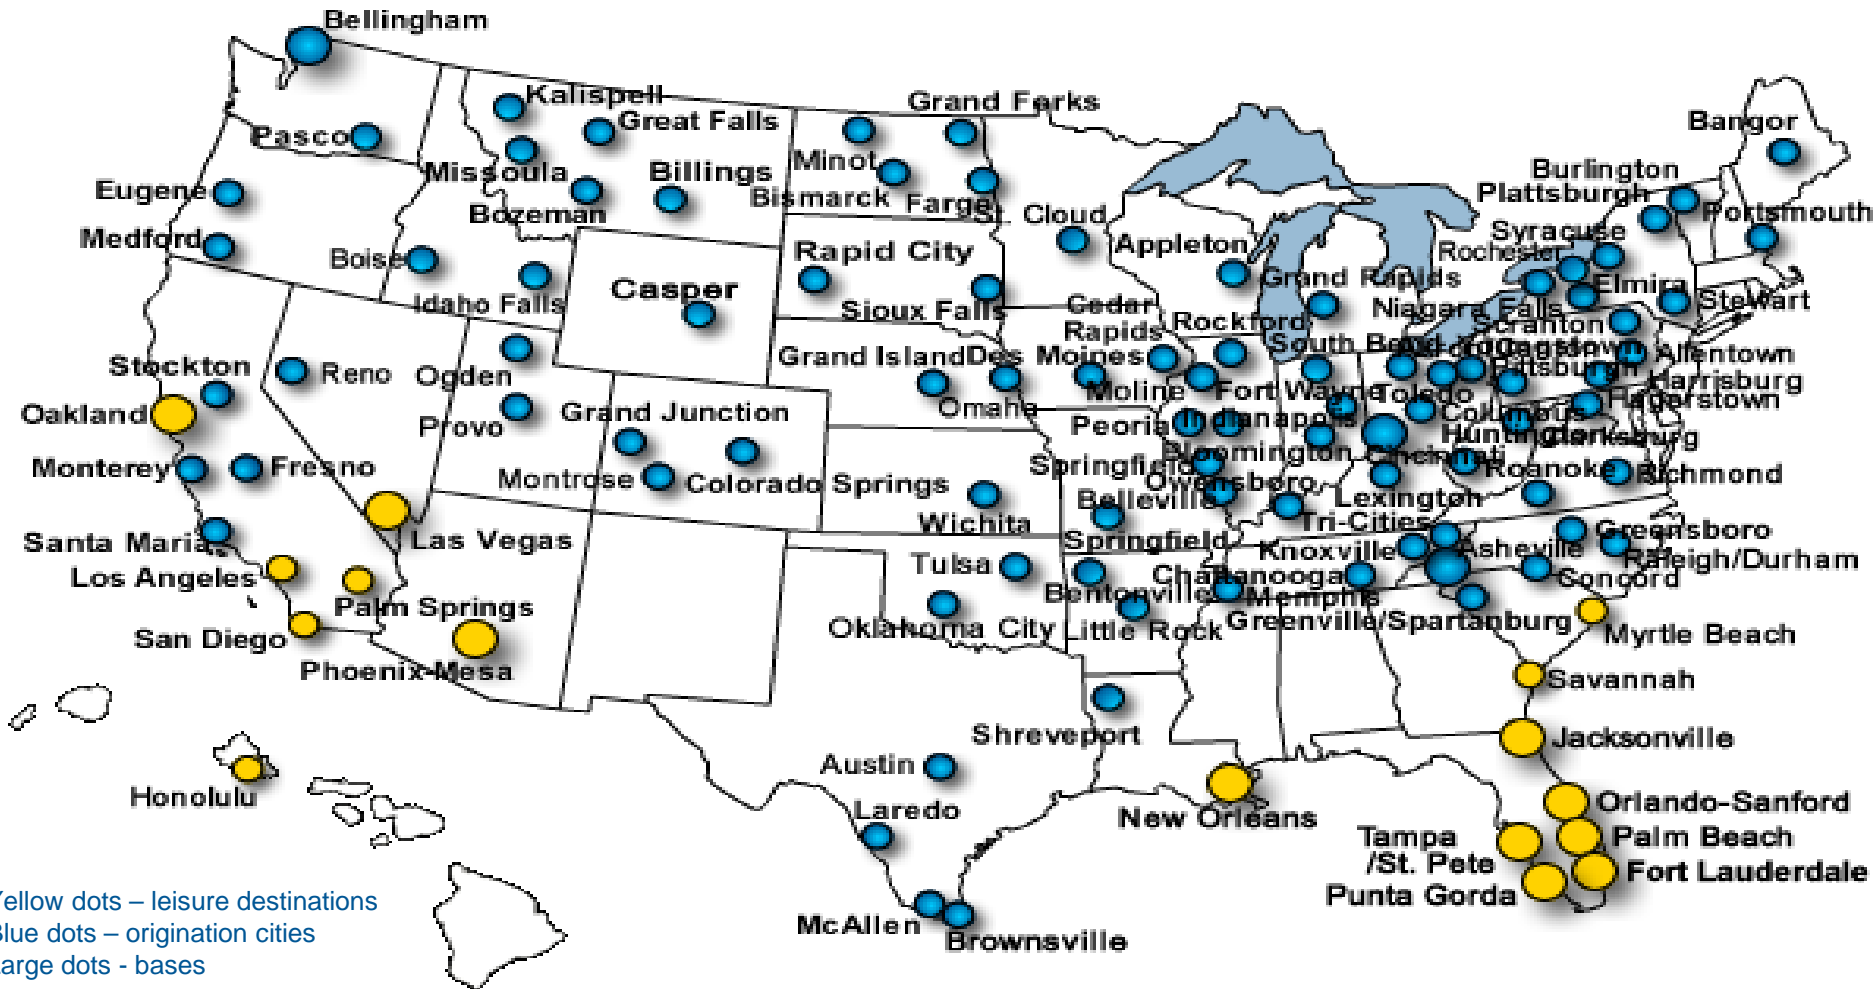 Bellingham
Kalispell
Great Falls
Grand Forks
Pasco
Missoula
Billings
Minot
Bismarck
Fargo
Bangor
Burlington
Plattsburgh
Portsmouth
Eugene
Bozeman
St. Cloud
Medford
Boise
Rapid City
Appleton
Syracuse
Rochester
Idaho Falls
Casper
Sioux Falls
Grand Rapids
Elmira
Stewart
Cedar
Rapids
Rockford
Niagara Falls
Scranton
Stockton
Reno
Ogden
Grand Island
Des Moines
South Bend
Youngstown
Allentown
Oakland
Provo
Grand Junction
Omaha
Moline
Fort Wayne
Toledo
Pittsburgh
Harrisburg
Hagerstown
Peoria
Indianapolis
Columbus
Monterey
Fresno
Montrose
Colorado Springs
Springfield
Bloomington
Cincinnati
Huntington
Clarksburg
Wichita
Belleville
Owensboro
Lexington
Roanoke
Richmond
Santa Maria
Las Vegas
Springfield
Tri-Cities
Greensboro
Los Angeles
Tulsa
Knoxville
Asheville
Raleigh/Durham
Palm Springs
Bentonville
Chattanooga
Memphis
Concord
San Diego
Oklahoma City
Little Rock
Greenville/Spartanburg
Myrtle Beach
Phoenix-Mesa
Savannah
Shreveport
Jacksonville
Honolulu
Austin
Laredo
New Orleans
Orlando-Sanford
Tampa
/St. Pete
Palm Beach
Punta Gorda
Fort Lauderdale
McAllen
Brownsville
Yellow dots – leisure destinations
Blue dots – origination cities
Large dots - bases